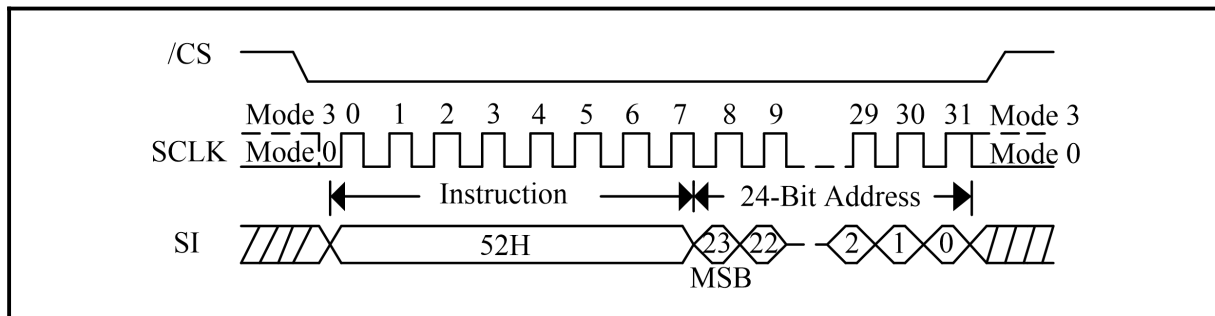 /CS
Mode 3 0 1 2 3 4 5 6 7 8 9 29 30 31 Mode 3
SCLK Mode 0 Mode 0
Instruction 24-Bit Address
SI 52H 23 22 2 1 0
MSB